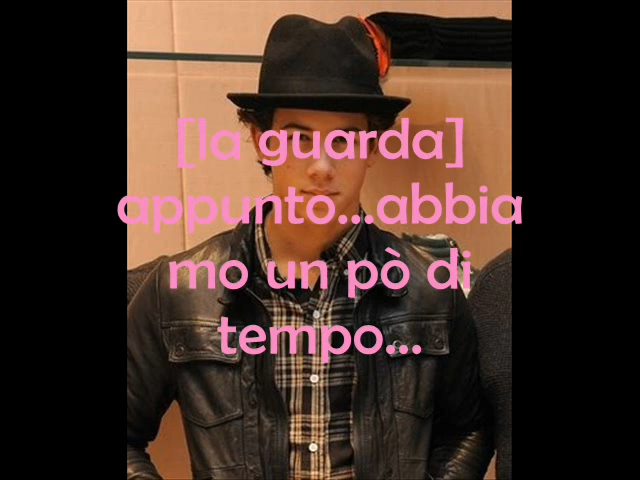 [la guarda]
appunto...abbia
mo un pò di
tempo...